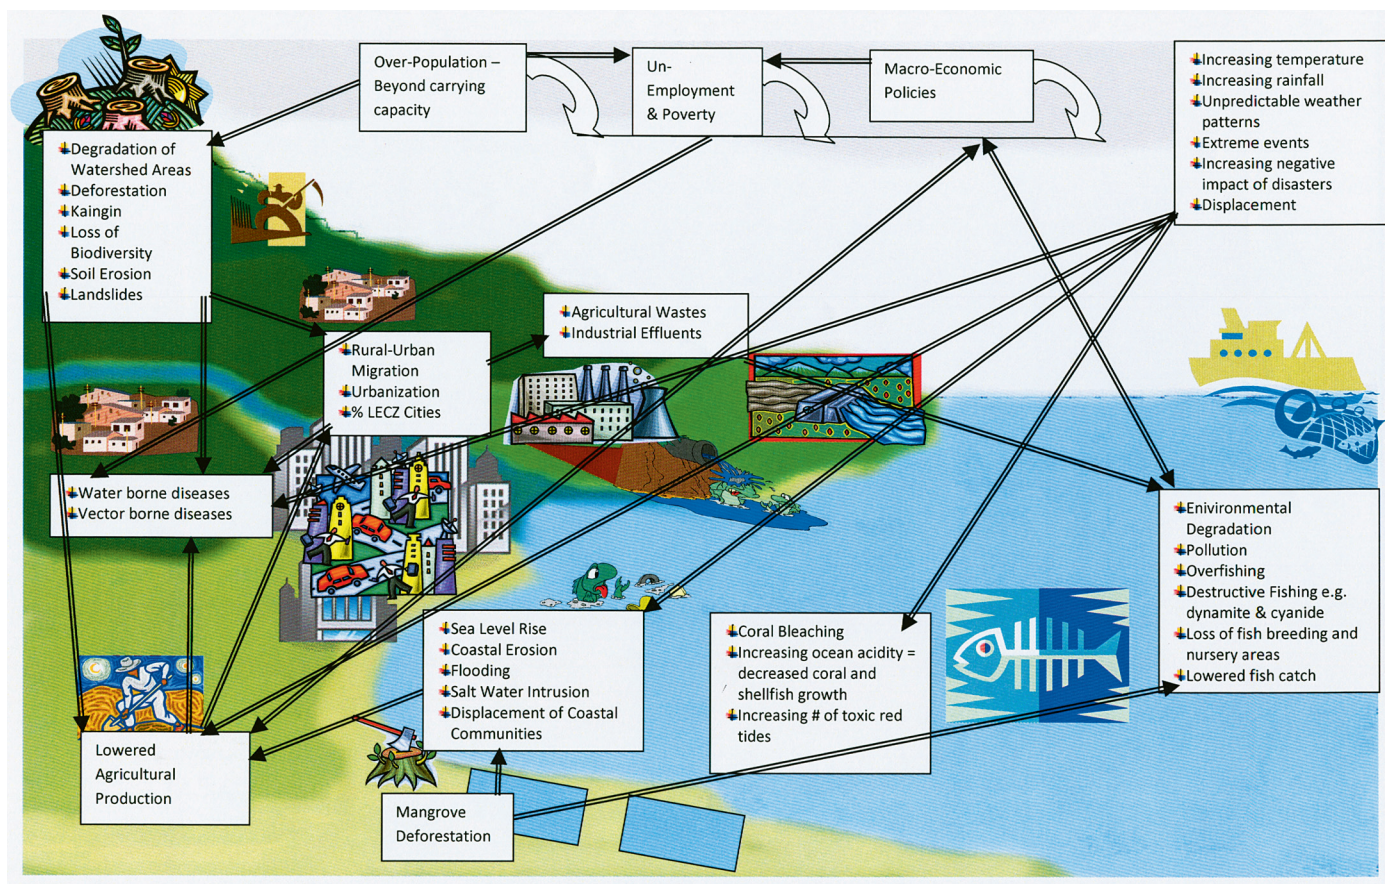 Over-Population –
Beyond carrying
capacity
Un-
Employment
& Poverty
Macro-Economic
Policies
Increasing temperature
Increasing rainfall
Unpredictable weather
patterns
Extreme events
Increasing negative
impact of disasters
Displacement
Degradation of
Watershed Areas
Deforestation
Kaingin
Loss of
Biodiversity
Soil Erosion
Landslides
Agricultural Wastes
Industrial Effluents
Rural-Urban
Migration
Urbanization
% LECZ Cities
Water borne diseases
Vector borne diseases
Enivironmental
Degradation
Pollution
Overfishing
Destructive Fishing e.g.
dynamite & cyanide
Loss of fish breeding and
nursery areas
Lowered fish catch
Sea Level Rise
Coastal Erosion
Flooding
Salt Water Intrusion
Displacement of Coastal
Communities
Coral Bleaching
Increasing ocean acidity =
decreased coral and
shellfish growth
Increasing # of toxic red
tides
Lowered
Agricultural
Production
Mangrove
Deforestation